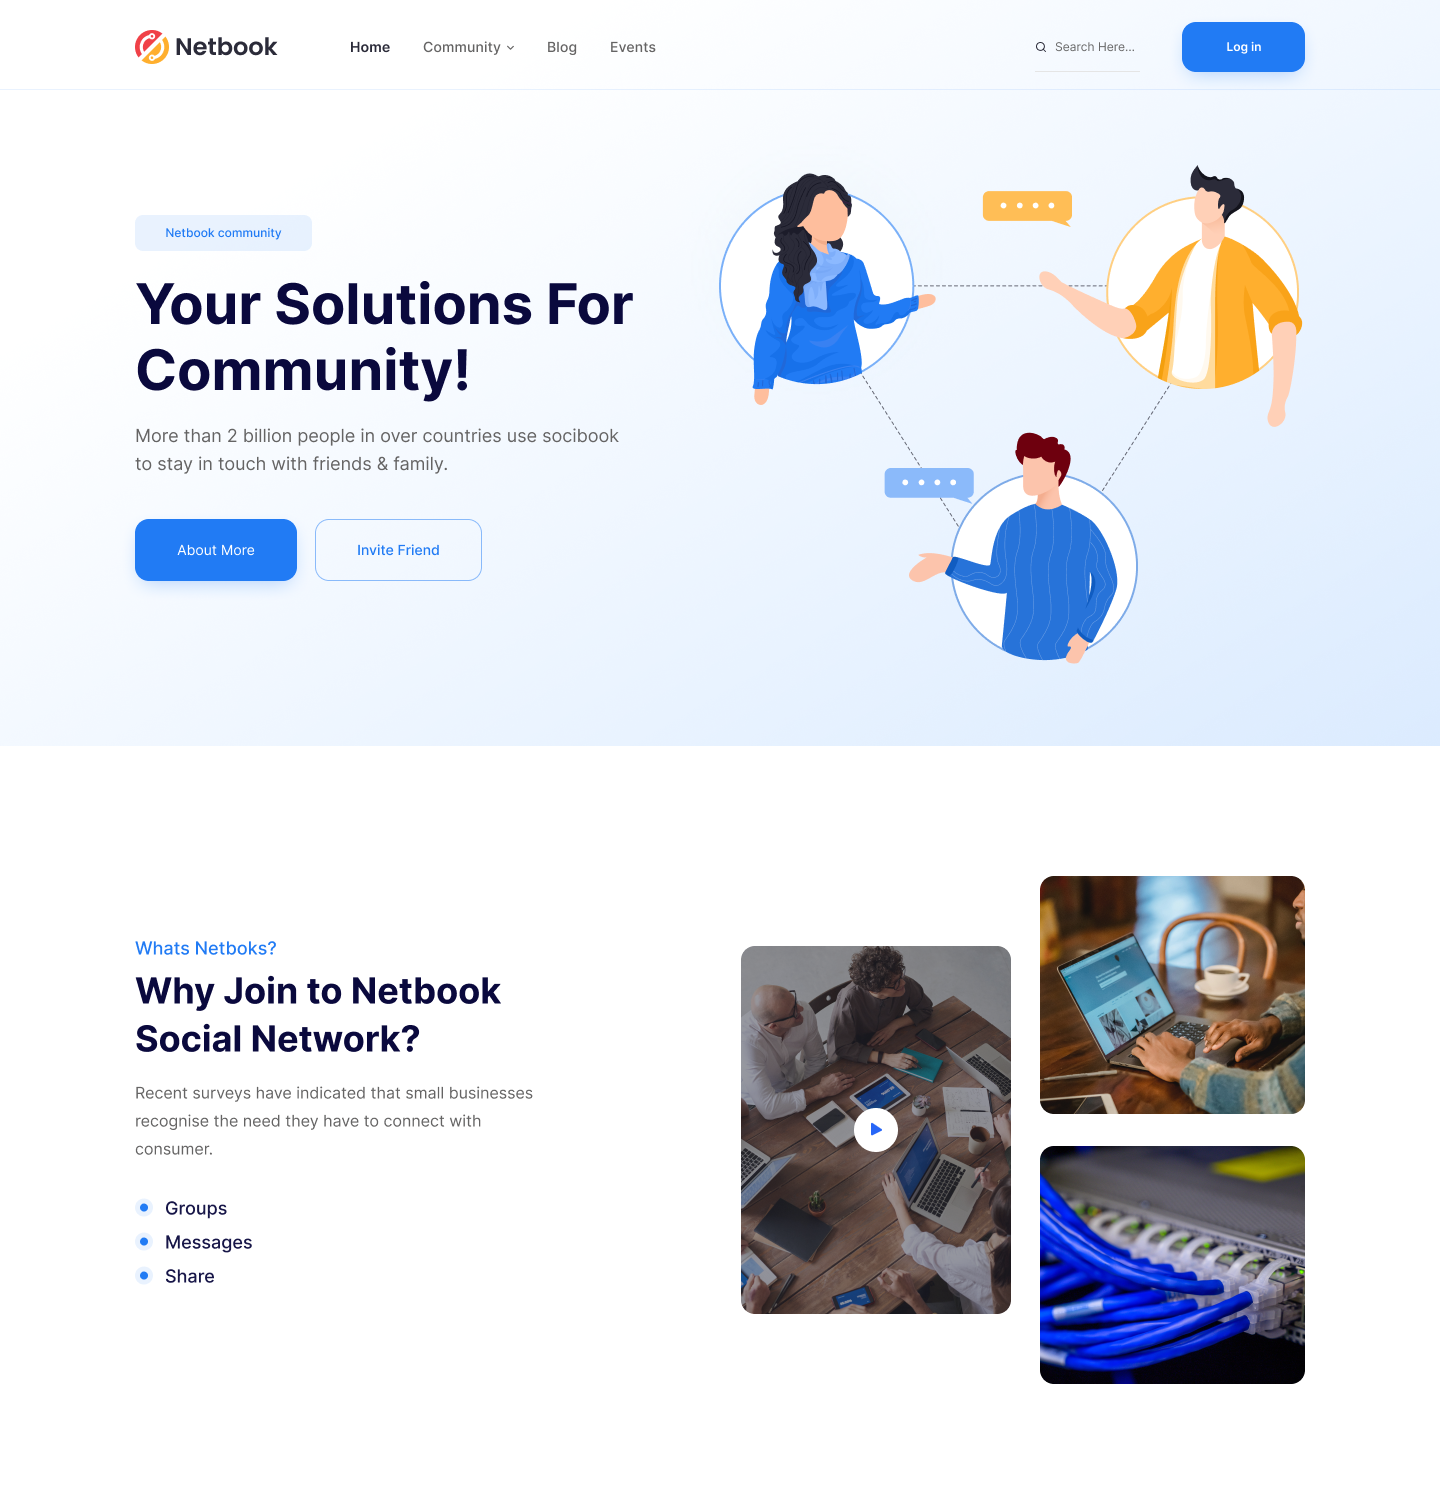 Netbook
Home
Community
Blog
Events
Search Here...
Log in
Netbook community
Your Solutions For
Community!
More than 2 billion people in over countries use socibook
to stay in touch with friends & family.
About More
Invite Friend
Whats Netboks?
Why Join to Netbook
Social Network?
Recent surveys have indicated that small businesses
recognise the need they have to connect with
consumer.
Groups
Messages
Share